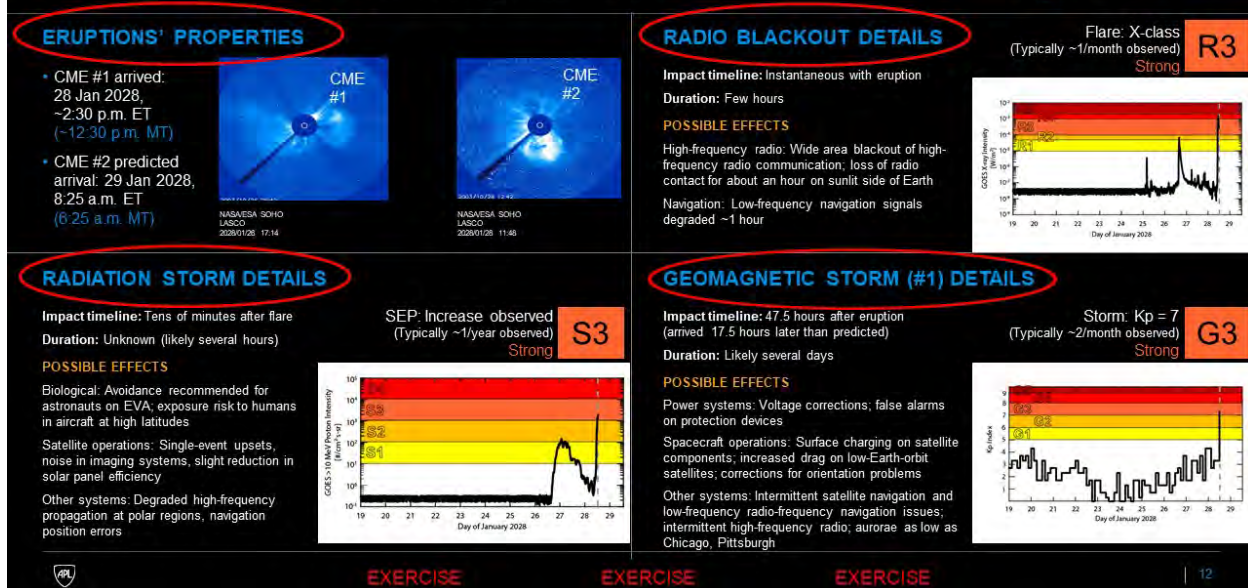 ERUPTIONS' PROPERTIES
• CME #1 arrived:
28 Jan 2028,
~2:30 p.m. ET
(~12:30 p.m. MT)
• CME #2 predicted
arrival: 29 Jan 2028,
8:25 a.m. ET
(6:25 a.m. MT)
CME
#1
NASA/ESA SOHO
LASCO
2028/01/28 17:14
CME
#2
NASA/ESA SOHO
LASCO
2028/01/26 11:48
RADIO BLACKOUT DETAILS
Flare: X-class
(Typically ~1/month observed)
Strong
R3
Impact timeline: Instantaneous with eruption
Duration: Few hours
POSSIBLE EFFECTS
High-frequency radio: Wide area blackout of high-
frequency radio communication; loss of radio
contact for about an hour on sunlit side of Earth
Navigation: Low-frequency navigation signals
degraded ~1 hour
GOES X-ray Intensity
R2
R1
19 20 21 22 23 24 25 26 27 28 29
Day of January 2028
RADIATION STORM DETAILS
Impact timeline: Tens of minutes after flare
Duration: Unknown (likely several hours)
POSSIBLE EFFECTS
Biological: Avoidance recommended for
astronauts on EVA; exposure risk to humans
in aircraft at high latitudes
Satellite operations: Single-event upsets,
noise in imaging systems, slight reduction in
solar panel efficiency
Other systems: Degraded high-frequency
propagation at polar regions, navigation
position errors
SEP: Increase observed
(Typically ~1/year observed)
Strong
S3
GOES >10 MeV Proton Intensity
S3
S2
S1
19 20 21 22 23 24 25 26 27 28 29
Day of January 2028
GEOMAGNETIC STORM (#1) DETAILS
Impact timeline: 47.5 hours after eruption
(arrived 17.5 hours later than predicted)
Duration: Likely several days
POSSIBLE EFFECTS
Power systems: Voltage corrections; false alarms
on protection devices
Spacecraft operations: Surface charging on satellite
components; increased drag on low-Earth-orbit
satellites; corrections for orientation problems
Other systems: Intermittent satellite navigation and
low-frequency radio-frequency navigation issues;
intermittent high-frequency radio; aurorae as low as
Chicago, Pittsburgh
Storm: Kp = 7
(Typically ~2/month observed)
Strong
G3
Kp Index
G3
G2
G1
19 20 21 22 23 24 25 26 27 28 29
Day of January 2028
APL
EXERCISE EXERCISE EXERCISE
12